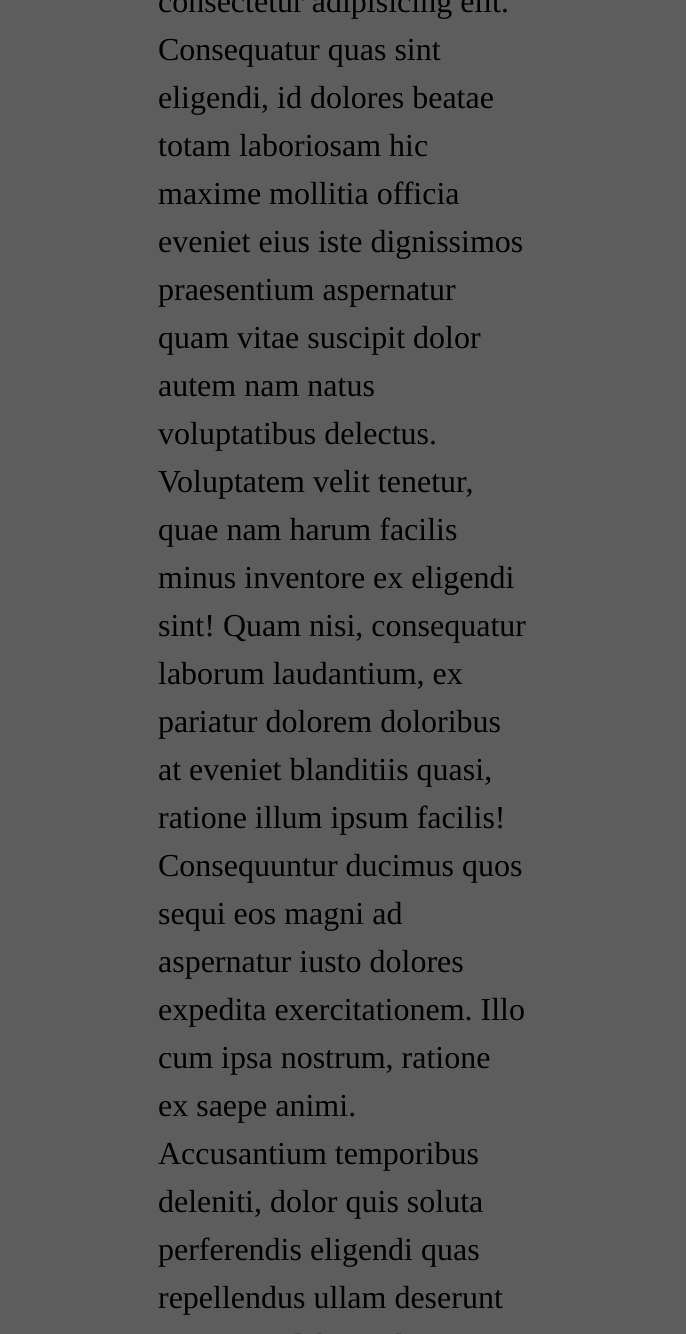 consectetur adipisicing elit.
Consequatur quas sint
eligendi, id dolores beatae
totam laboriosam hic
maxime mollitia officia
eveniet eius iste dignissimos
praesentium aspernatur
quam vitae suscipit dolor
autem nam natus
voluptatibus delectus.
Voluptatem velit tenetur,
quae nam harum facilis
minus inventore ex eligendi
sint! Quam nisi, consequatur
laborum laudantium, ex
pariatur dolorem doloribus
at eveniet blanditiis quasi,
ratione illum ipsum facilis!
Consequuntur ducimus quos
sequi eos magni ad
aspernatur iusto dolores
expedita exercitationem. Illo
cum ipsa nostrum, ratione
ex saepe animi.
Accusantium temporibus
deleniti, dolor quis soluta
perferendis eligendi quas
repellendus ullam deserunt